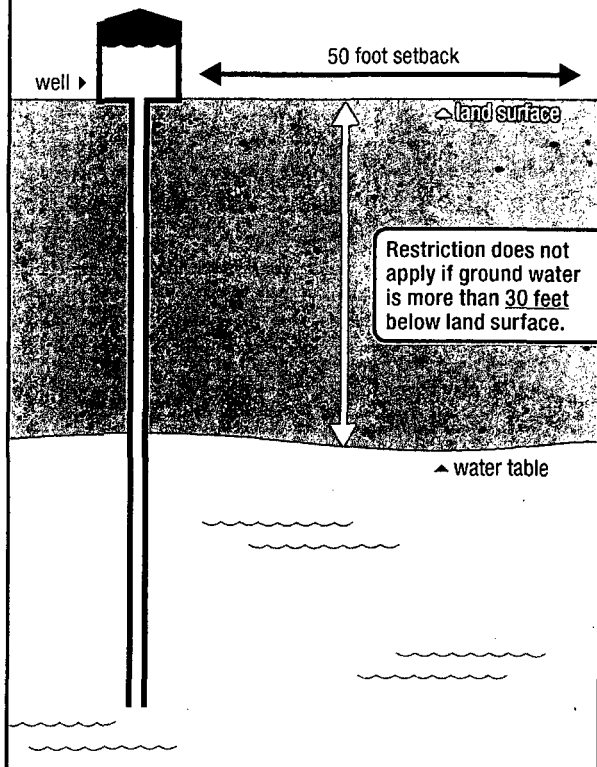 50 foot setback
well
land surface
Restriction does not
apply if ground water
is more than 30 feet
below land surface.
water table